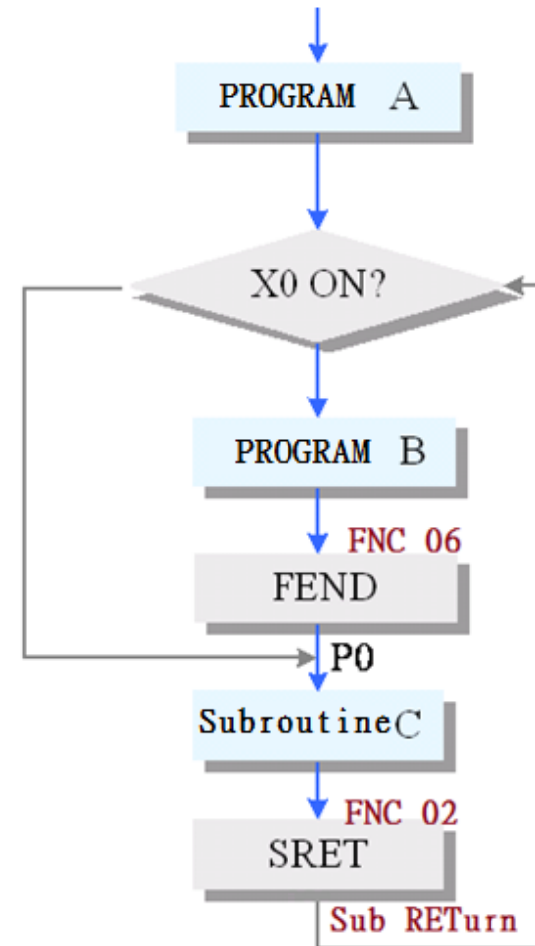 PROGRAM A
X0 ON?
PROGRAM B
FNC 06
FEND
P0
SubroutineC
FNC 02
SRET
Sub RETurn